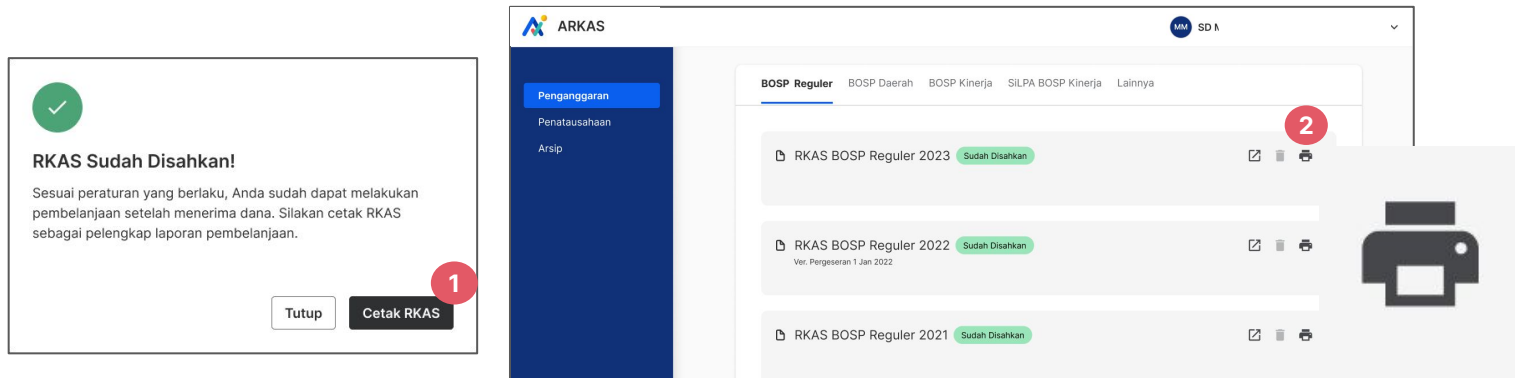 RKAS Sudah Disahkan!
Sesuai peraturan yang berlaku, Anda sudah dapat melakukan
pembelanjaan setelah menerima dana. Silakan cetak RKAS
sebagai pelengkap laporan pembelanjaan.
1
Tutup Cetak RKAS
ARKAS
MM SD
Penganggaran
Penatausahaan
Arsip
BOSP Reguler BOSP Daerah BOSP Kinerja SiLPA BOSP Kinerja Lainnya
2
RKAS BOSP Reguler 2023 Sudah Disahkan
RKAS BOSP Reguler 2022 Sudah Disahkan
Ver. Pergeseran 1 Jan 2022
RKAS BOSP Reguler 2021 Sudah Disahkan